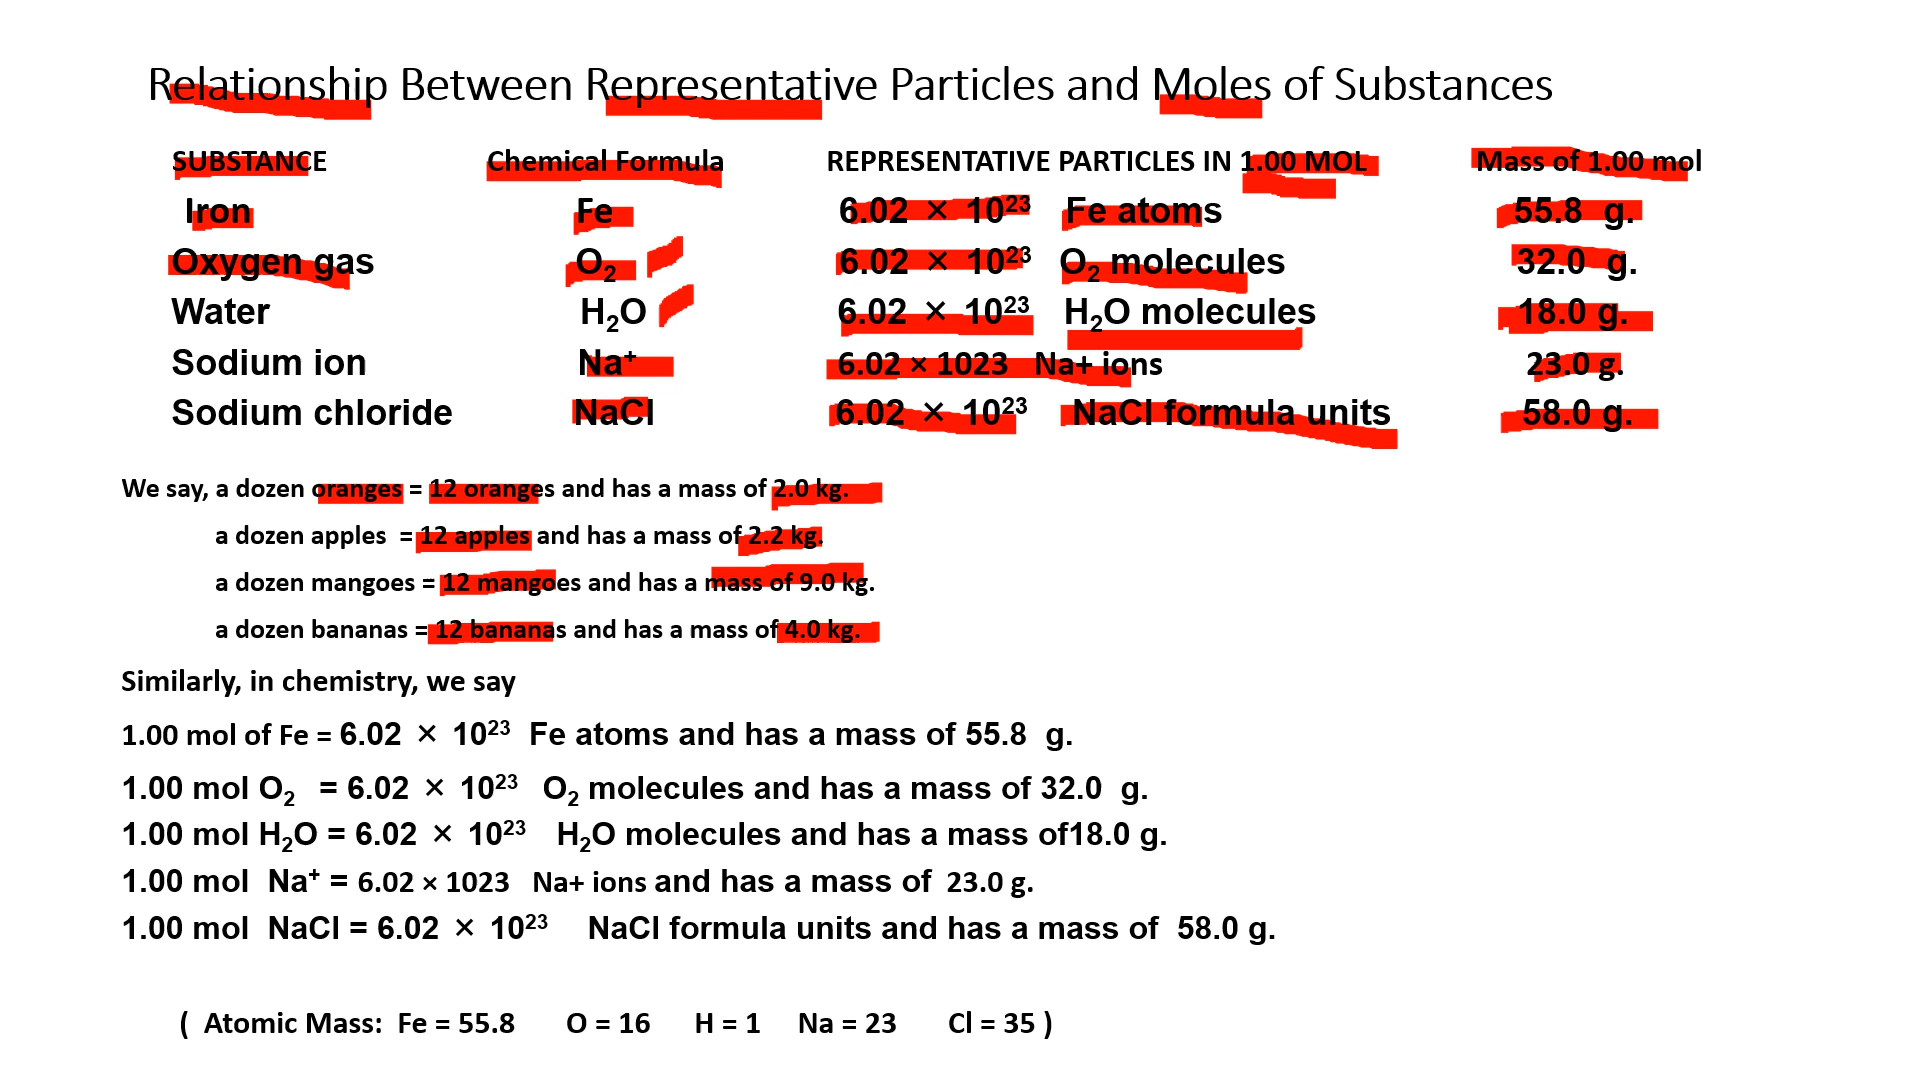 Relationship Between Representative Particles and Moles of Substances
SUBSTANCE Chemical Formula REPRESENTATIVE PARTICLES IN 1.00 MOL Mass of 1.00 mol
Iron Fe 6.02 × 10²³ Fe atoms 55.8 g.
Oxygen gas O₂ 6.02 × 10²³ O₂ molecules 32.0 g.
Water H₂O 6.02 × 10²³ H₂O molecules 18.0 g.
Sodium ion Na⁺ 6.02 × 1023 Na+ ions 23.0 g.
Sodium chloride NaCl 6.02 × 10²³ NaCl formula units 58.0 g.
We say, a dozen oranges = 12 oranges and has a mass of 2.0 kg.
a dozen apples = 12 apples and has a mass of 2.2 kg.
a dozen mangoes = 12 mangoes and has a mass of 9.0 kg.
a dozen bananas = 12 bananas and has a mass of 4.0 kg.
Similarly, in chemistry, we say
1.00 mol of Fe = 6.02 × 10²³ Fe atoms and has a mass of 55.8 g.
1.00 mol O₂ = 6.02 × 10²³ O₂ molecules and has a mass of 32.0 g.
1.00 mol H₂O = 6.02 × 10²³ H₂O molecules and has a mass of18.0 g.
1.00 mol Na⁺ = 6.02 × 1023 Na+ ions and has a mass of 23.0 g.
1.00 mol NaCl = 6.02 × 10²³ NaCl formula units and has a mass of 58.0 g.
( Atomic Mass: Fe = 55.8 O = 16 H = 1 Na = 23 Cl = 35 )